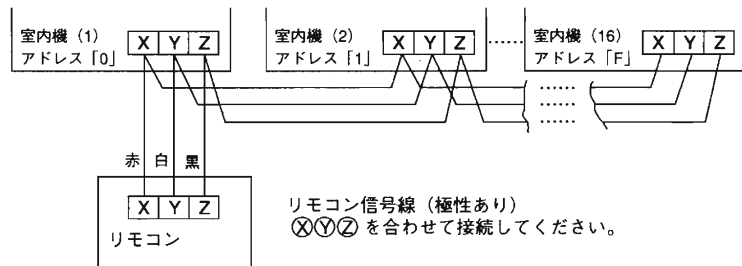 室内機（1）
アドレス「0」
X Y Z
室内機（2）
アドレス「1」
X Y Z
……
室内機（16）
アドレス「F」
X Y Z
……
……
赤 白 黒
X Y Z
リモコン
リモコン信号線（極性あり）
ⓍⓎⓏ を合わせて接続してください。